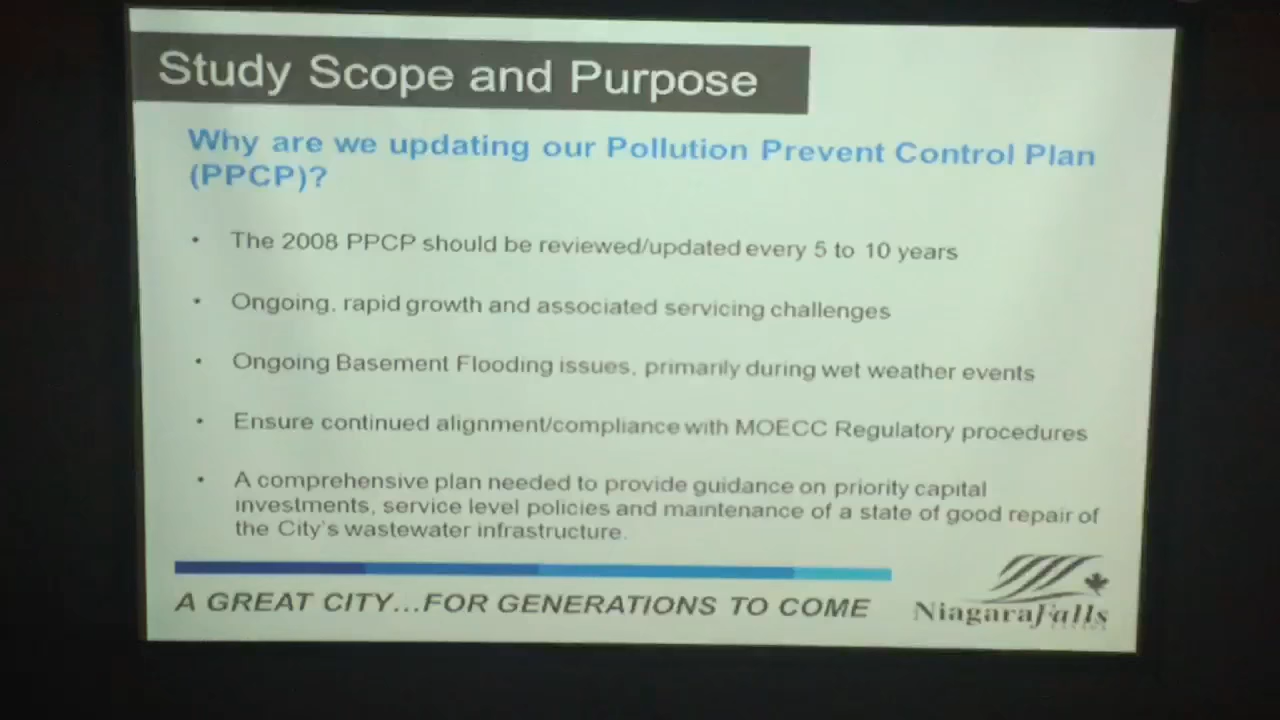 Study Scope and Purpose
Why are we updating our Pollution Prevent Control Plan
(PPCP)?
• The 2008 PPCP should be reviewed/updated every 5 to 10 years
• Ongoing, rapid growth and associated servicing challenges
• Ongoing Basement Flooding issues, primarily during wet weather events
• Ensure continued alignment/compliance with MOECC Regulatory procedures
• A comprehensive plan needed to provide guidance on priority capital
investments, service level policies and maintenance of a state of good repair of
the City's wastewater infrastructure.
A GREAT CITY...FOR GENERATIONS TO COME
NiagaraFalls